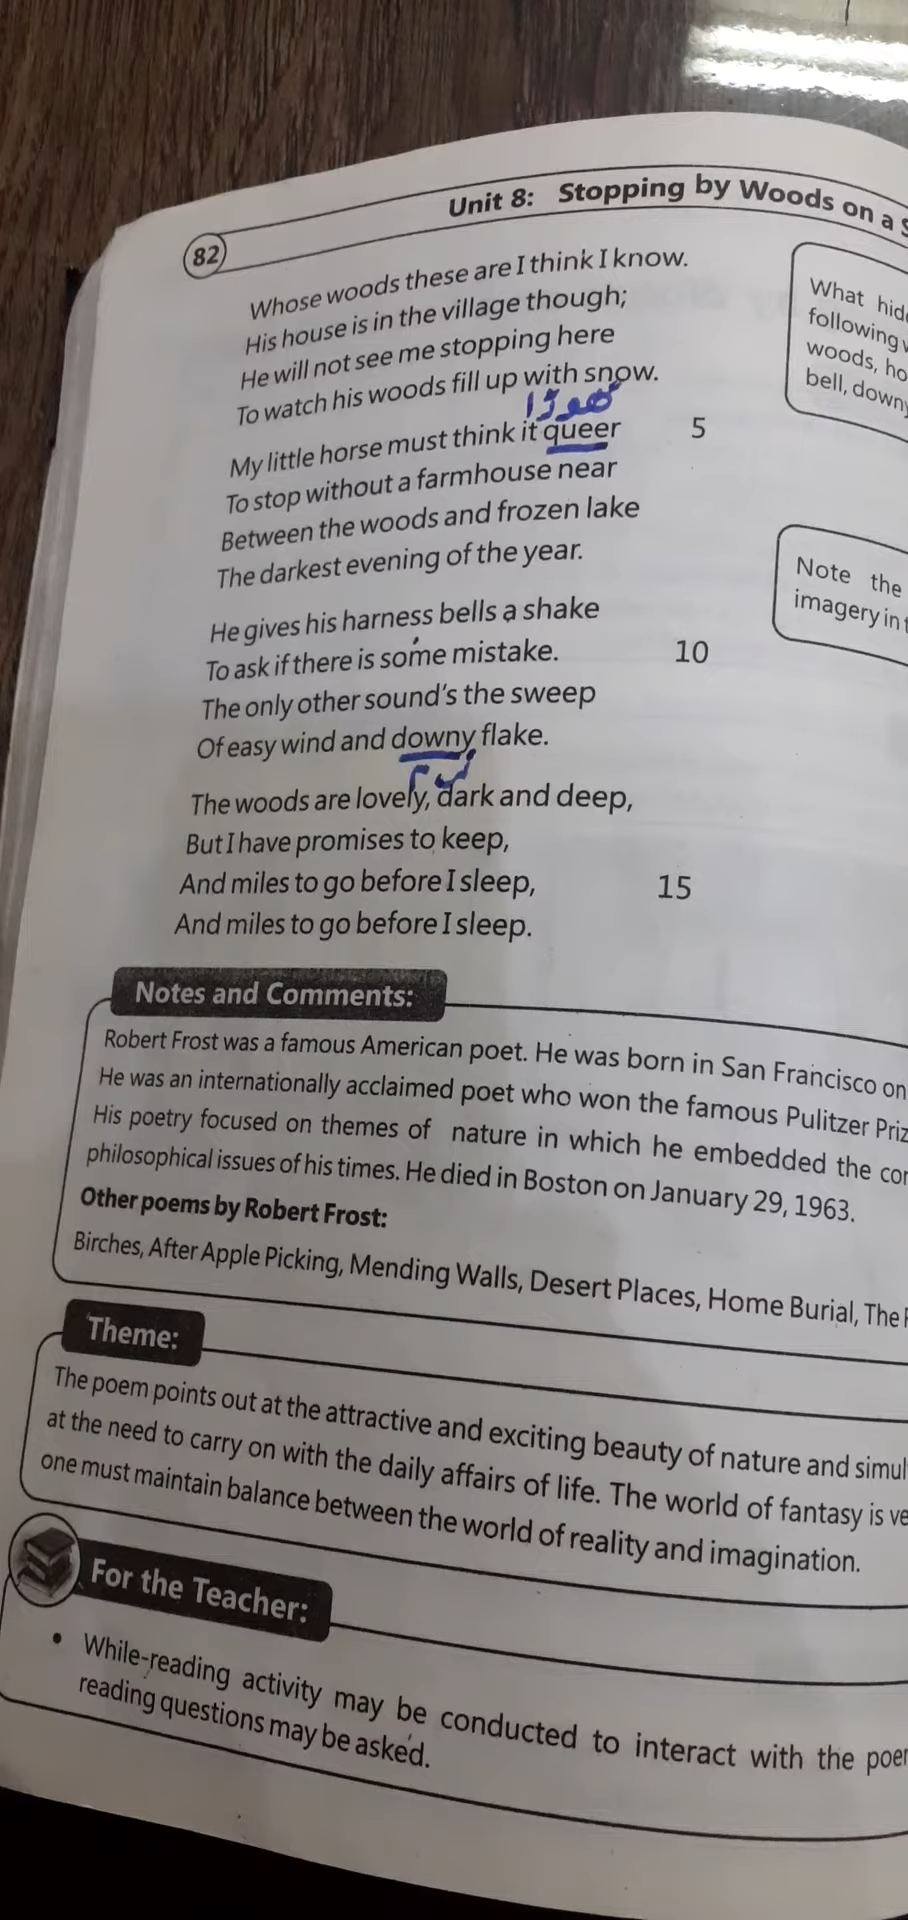 Unit 8: Stopping by Woods on a
82
Whose woods these are I think I know.
His house is in the village though;
He will not see me stopping here
To watch his woods fill up with snow.
My little horse must think it queer 5
To stop without a farmhouse near
Between the woods and frozen lake
The darkest evening of the year.
He gives his harness bells a shake
To ask if there is some mistake. 10
The only other sound's the sweep
Of easy wind and downy flake.
The woods are lovely, dark and deep,
But I have promises to keep,
And miles to go before I sleep, 15
And miles to go before I sleep.
What
following
woods, ho
bell, downy
Note the
imagery in
Notes and Comments:
Robert Frost was a famous American poet. He was born in San Francisco on
He was an internationally acclaimed poet who won the famous Pulitzer Priz
His poetry focused on themes of nature in which he embedded the
philosophical issues of his times. He died in Boston on January 29, 1963.
Other poems by Robert Frost:
Birches, After Apple Picking, Mending Walls, Desert Places, Home Burial, The
Theme:
The poem points out at the attractive and exciting beauty of nature and simul
at the need to carry on with the daily affairs of life. The world of fantasy is ve
one must maintain balance between the world of reality and imagination.
For the Teacher:
• While-reading activity may be conducted to interact with the poem
reading questions may be asked.